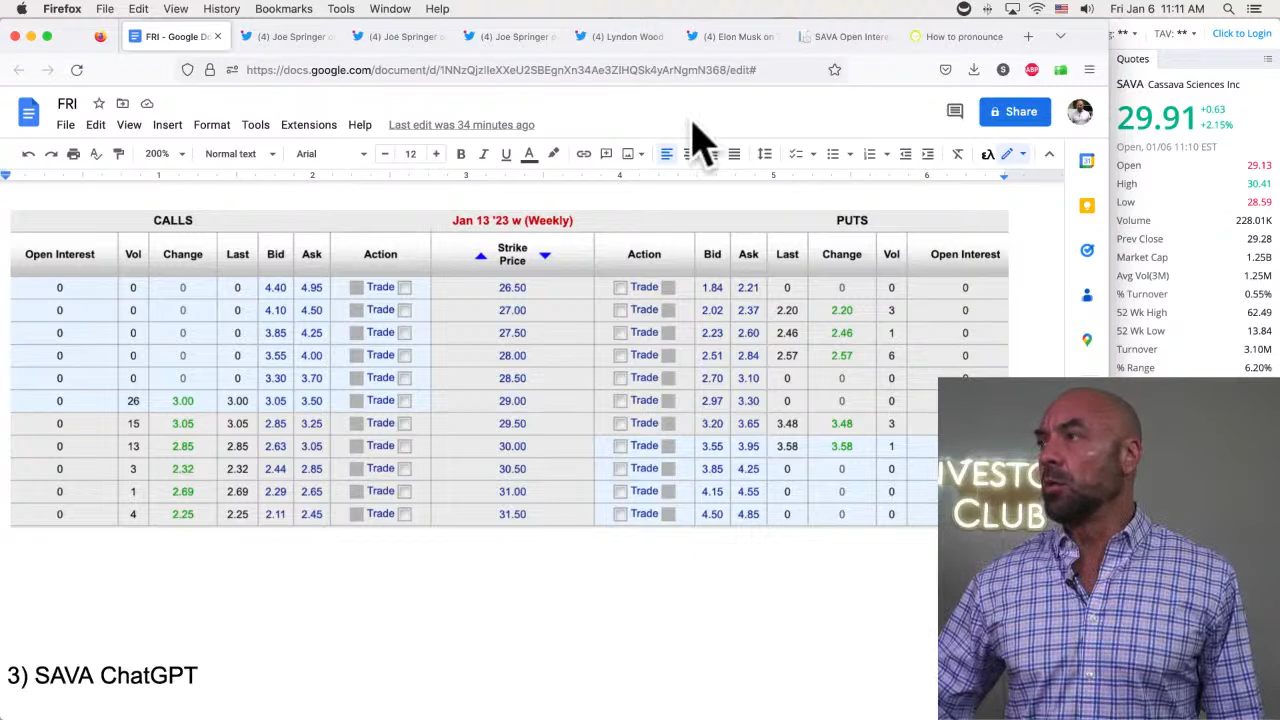 Firefox File Edit View History Bookmarks Tools Window Help Fri Jan 6 11:11 AM
FRI - Google Do (4) Joe Springer o (4) Joe Springer o (4) Joe Springer o (4) Lyndon Wood (4) Elon Musk on SAVA Open Intere How to pronounce
: ** TAV: ** Click to Login
Quotes
https://docs.google.com/document/d/1NNzQjzlleXXeU2SBEgnXn34Ae3ZIHQSk4yArNgmN368/edit#
S ABP
FRI
File Edit View Insert Format Tools Extensions Help Last edit was 34 minutes ago
Share
200% Normal text Arial 12 B I U A
1 2 3 4 5 6
SAVA Cassava Sciences Inc
29.91 +0.63
+2.15%
Open, 01/06 11:10 EST
Open 29.13
High 30.41
Low 28.59
Volume 228.01K
Prev Close 29.28
Market Cap 1.25B
Avg Vol(3M) 1.25M
% Turnover 0.55%
52 Wk High 62.49
52 Wk Low 13.84
Turnover 3.10M
% Range 6.20%
CALLS Jan 13 '23 w (Weekly) PUTS
Open Interest Vol Change Last Bid Ask Action Strike Price Action Bid Ask Last Change Vol Open Interest
0 0 0 0 4.40 4.95 Trade 26.50 Trade 1.84 2.21 0 0 0 0
0 0 0 0 4.10 4.50 Trade 27.00 Trade 2.02 2.37 2.20 2.20 3 0
0 0 0 0 3.85 4.25 Trade 27.50 Trade 2.23 2.60 2.46 2.46 1 0
0 0 0 0 3.55 4.00 Trade 28.00 Trade 2.51 2.84 2.57 2.57 6 0
0 0 0 0 3.30 3.70 Trade 28.50 Trade 2.70 3.10 0 0 0
0 26 3.00 3.00 3.05 3.50 Trade 29.00 Trade 2.97 3.30 0 0 0
0 15 3.05 3.05 2.85 3.25 Trade 29.50 Trade 3.20 3.65 3.48 3.48 3
0 13 2.85 2.85 2.63 3.05 Trade 30.00 Trade 3.55 3.95 3.58 3.58 1
0 3 2.32 2.32 2.44 2.85 Trade 30.50 Trade 3.85 4.25 0 0 0
0 1 2.69 2.69 2.29 2.65 Trade 31.00 Trade 4.15 4.55 0 0 0
0 4 2.25 2.25 2.11 2.45 Trade 31.50 Trade 4.50 4.85 0 0 0
NVESTO
CLUB
3) SAVA ChatGPT